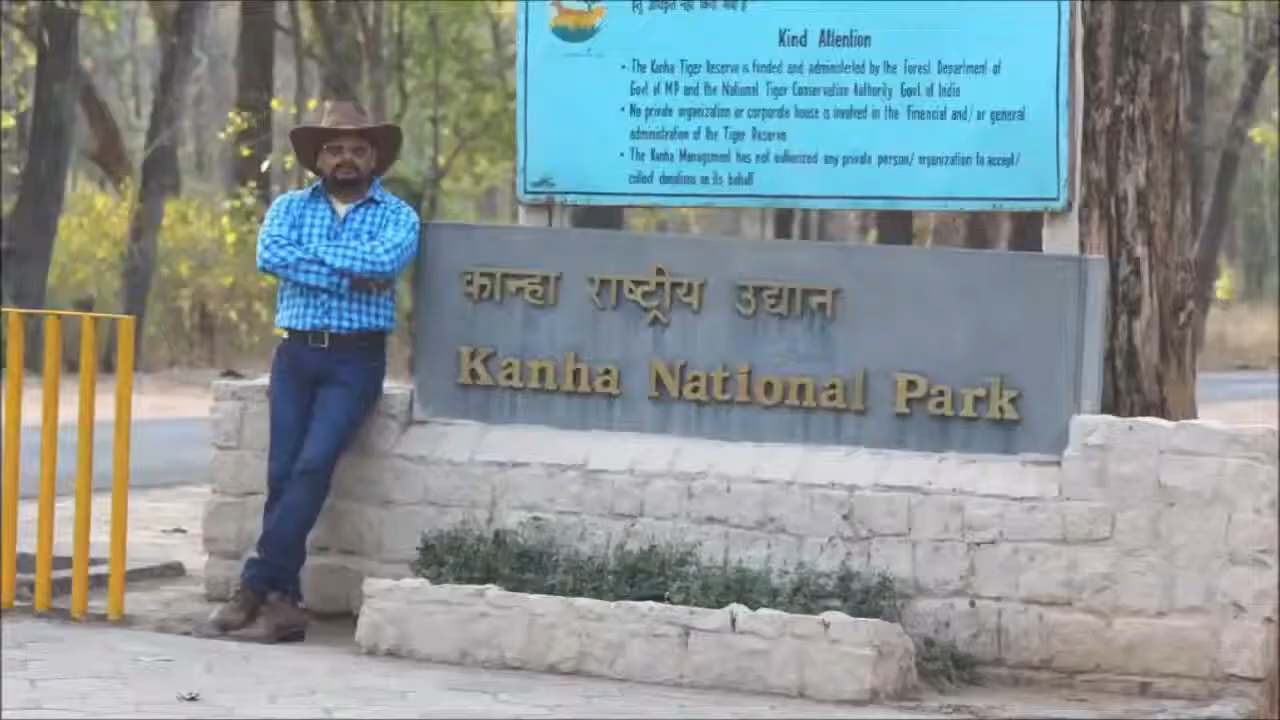 Kind Attention
• The Kanha Tiger Reserve is funded and administered by the Forest Department of
Govt of MP and the National Tiger Conservation Authority, Govt. of India
• No private organization or corporate house is involved in the financial and/ or general
administration of the Tiger Reserve
• The Kanha Management has not authorized any private person/ organization to accept/
collect donations on its behalf
कान्हा राष्ट्रीय उद्यान
Kanha National Park